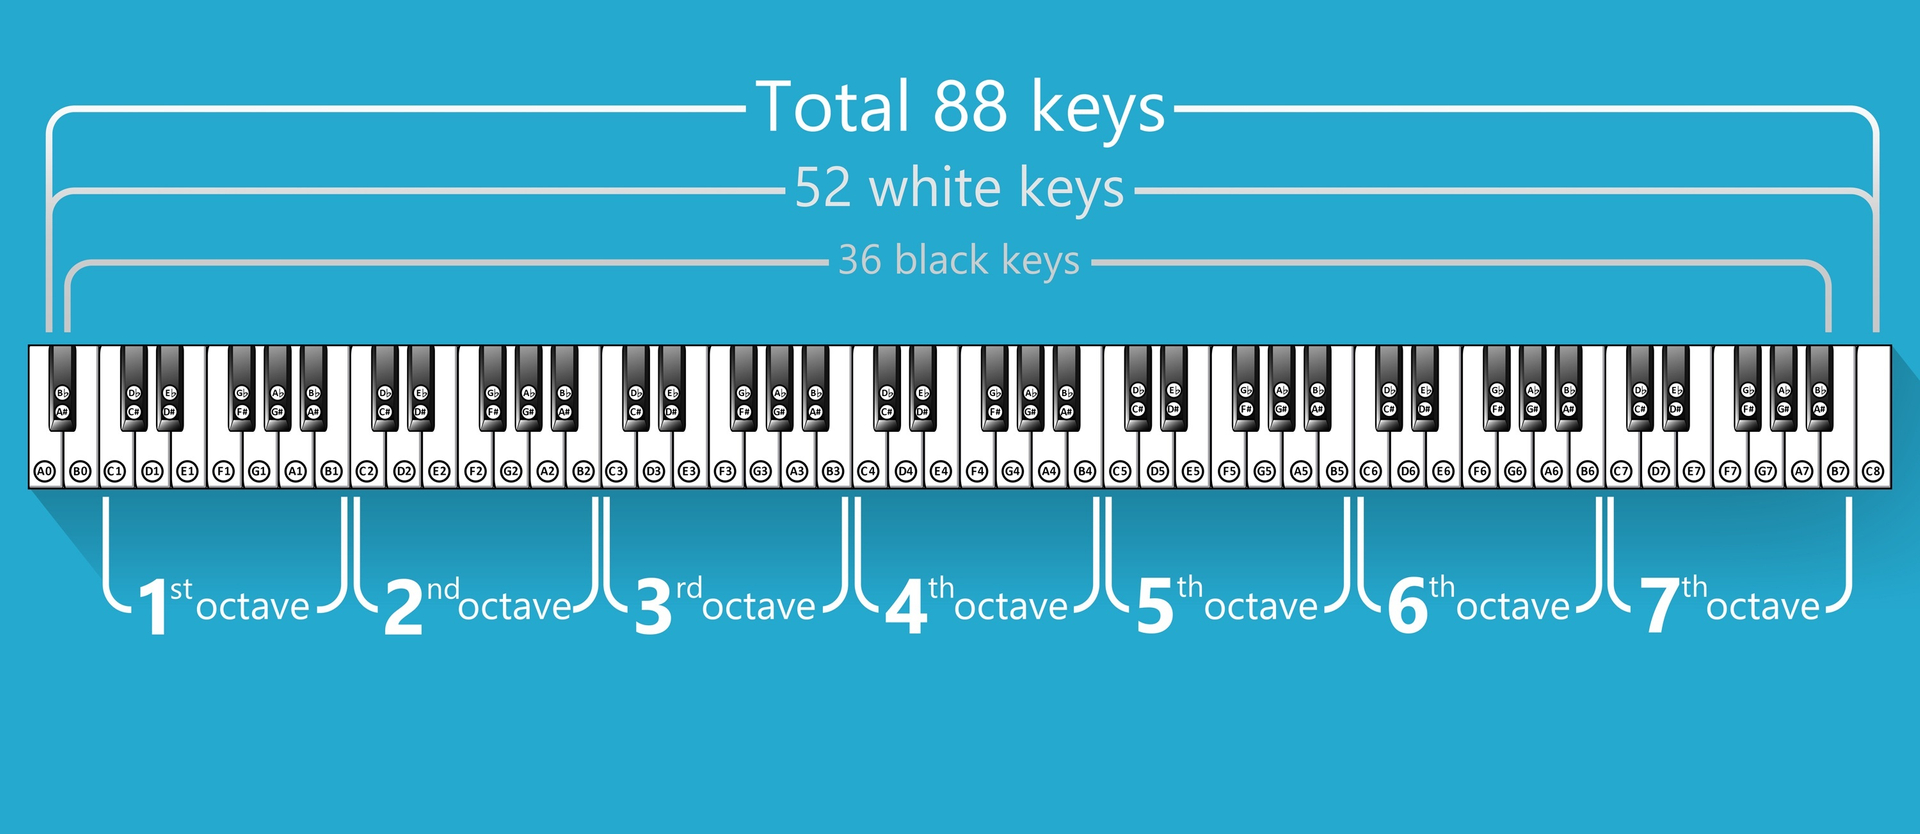 Total 88 keys
52 white keys
36 black keys
B♭ D♭ E♭ G♭ A♭ B♭ D♭ E♭ G♭ A♭ B♭ D♭ E♭ G♭ A♭ B♭ D♭ E♭ G♭ A♭ B♭ D♭ E♭ G♭ A♭ B♭ D♭ E♭ G♭ A♭ B♭ D♭ E♭ G♭ A♭ B♭
A# C# D# F# G# A# C# D# F# G# A# C# D# F# G# A# C# D# F# G# A# C# D# F# G# A# C# D# F# G# A# C# D# F# G# A#
A0 B0 C1 D1 E1 F1 G1 A1 B1 C2 D2 E2 F2 G2 A2 B2 C3 D3 E3 F3 G3 A3 B3 C4 D4 E4 F4 G4 A4 B4 C5 D5 E5 F5 G5 A5 B5 C6 D6 E6 F6 G6 A6 B6 C7 D7 E7 F7 G7 A7 B7 C8
1st octave 2nd octave 3rd octave 4th octave 5th octave 6th octave 7th octave